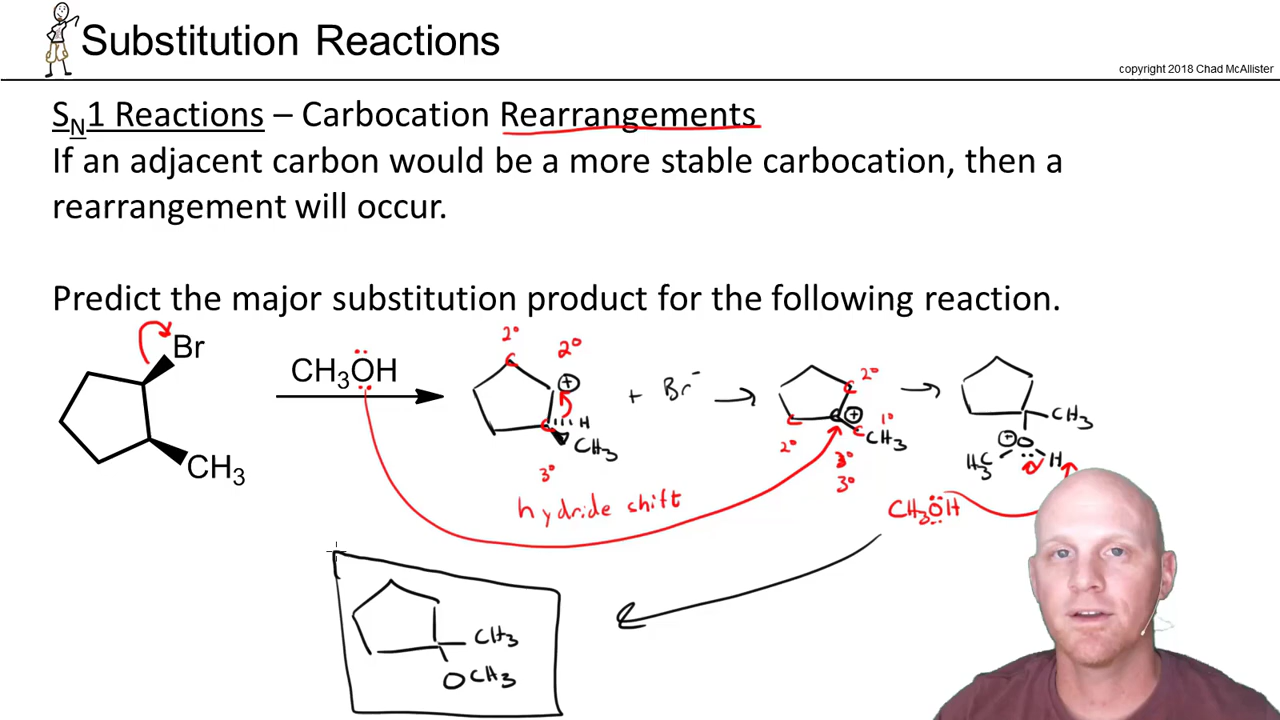 Substitution Reactions
copyright 2018 Chad McAllister
SN1 Reactions – Carbocation Rearrangements
If an adjacent carbon would be a more stable carbocation, then a
rearrangement will occur.
Predict the major substitution product for the following reaction.
Br
CH3
CH3OH
2°
2°
C
⊕
C
H
CH3
3°
+ Br⁻
2°
C
C
⊕
1°
C
CH3
2°
3°
3°
CH3
⊕
O
H3C
H
hydride shift
CH3OH
CH3
OCH3